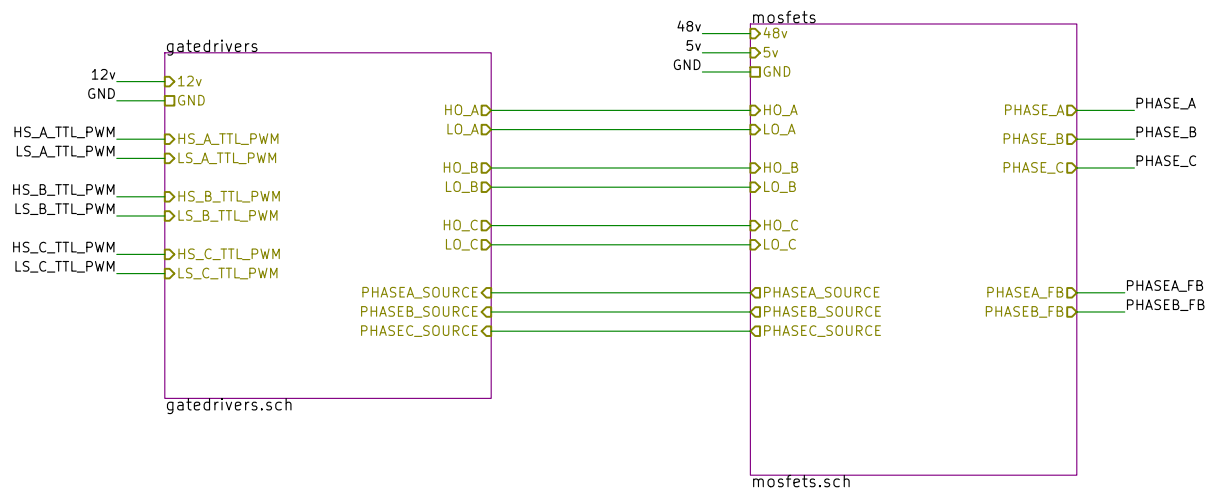 gatedrivers
12v
GND
HS_A_TTL_PWM
LS_A_TTL_PWM
HS_B_TTL_PWM
LS_B_TTL_PWM
HS_C_TTL_PWM
LS_C_TTL_PWM
12v
GND
HS_A_TTL_PWM
LS_A_TTL_PWM
HS_B_TTL_PWM
LS_B_TTL_PWM
HS_C_TTL_PWM
LS_C_TTL_PWM
HO_A
LO_A
HO_B
LO_B
HO_C
LO_C
PHASEA_SOURCE
PHASEB_SOURCE
PHASEC_SOURCE
gatedrivers.sch
mosfets
48v
5v
GND
48v
5v
GND
HO_A
LO_A
HO_B
LO_B
HO_C
LO_C
PHASEA_SOURCE
PHASEB_SOURCE
PHASEC_SOURCE
PHASE_A
PHASE_B
PHASE_C
PHASEA_FB
PHASEB_FB
PHASE_A
PHASE_B
PHASE_C
PHASEA_FB
PHASEB_FB
mosfets.sch